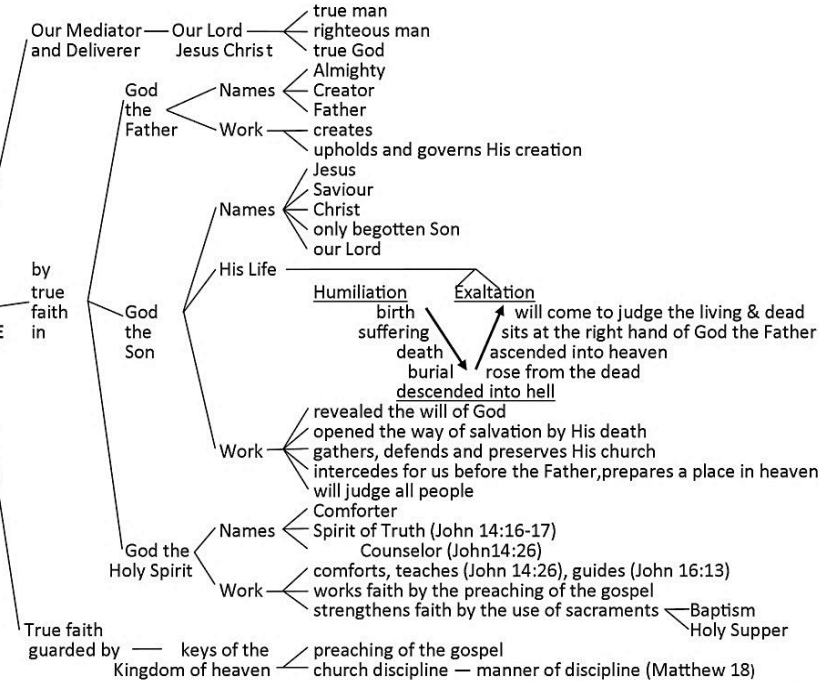 true man
Our Mediator Our Lord righteous man
and Deliverer Jesus Christ true God
Almighty
God Names Creator
the Father
Father Work creates
upholds and governs His creation
Jesus
Saviour
Names Christ
only begotten Son
our Lord
by His Life
true Humiliation Exaltation
faith God birth will come to judge the living & dead
E in the suffering sits at the right hand of God the Father
Son death ascended into heaven
burial rose from the dead
descended into hell
revealed the will of God
opened the way of salvation by His death
Work gathers, defends and preserves His church
intercedes for us before the Father,prepares a place in heaven
will judge all people
Comforter
Names Spirit of Truth (John 14:16-17)
God the Counselor (John14:26)
Holy Spirit comforts, teaches (John 14:26), guides (John 16:13)
Work works faith by the preaching of the gospel
strengthens faith by the use of sacraments Baptism
True faith Holy Supper
guarded by keys of the preaching of the gospel
Kingdom of heaven church discipline — manner of discipline (Matthew 18)